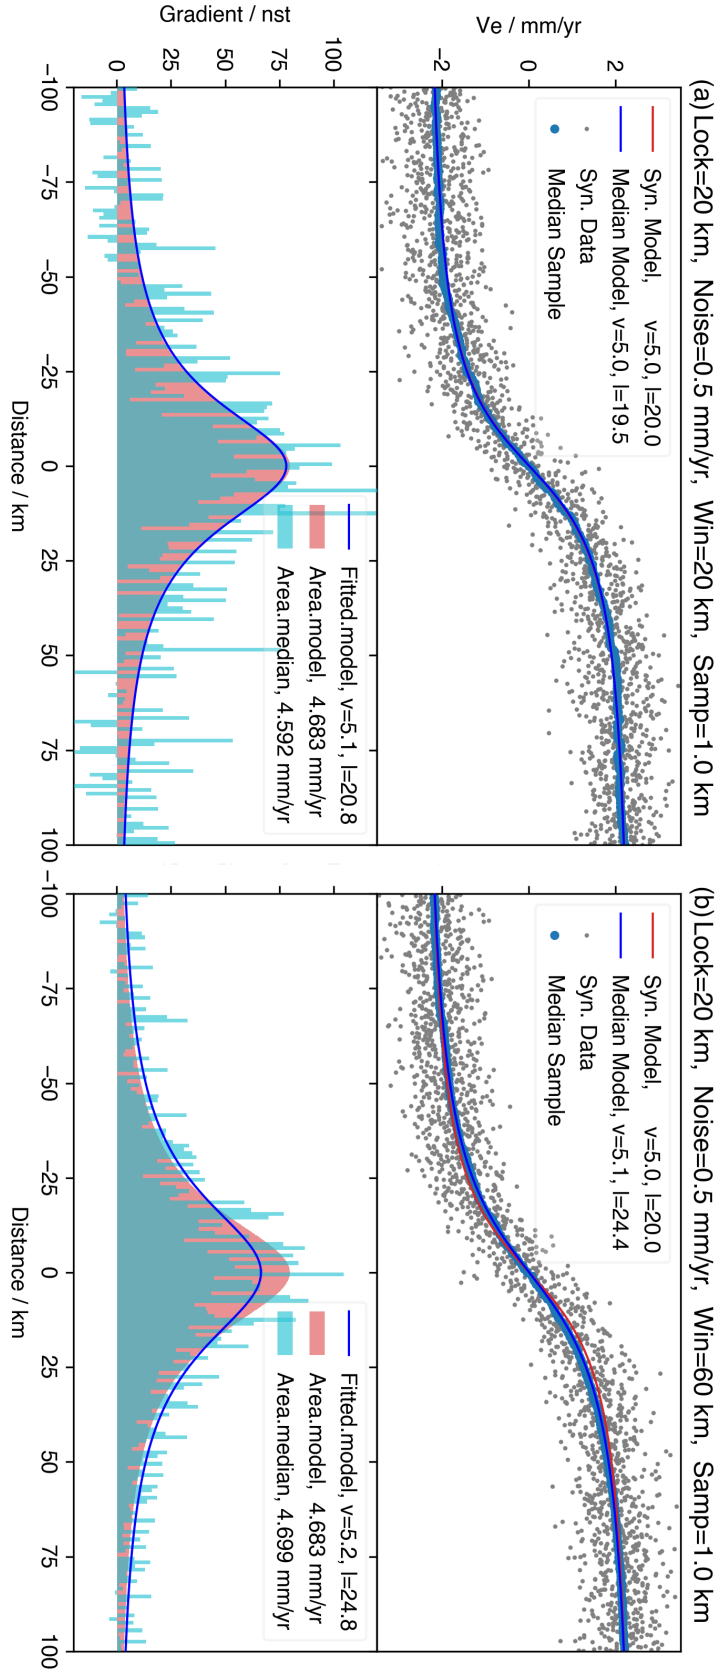 (a) Lock=20 km, Noise=0.5 mm/yr, Win=20 km, Samp=1.0 km
Ve / mm/yr
2
0
−2
Syn. Model, v=5.0, l=20.0
Median Model, v=5.0, l=19.5
Syn. Data
Median Sample
Gradient / nst
100
75
50
25
0
Fitted.model, v=5.1, l=20.8
Area.model, 4.683 mm/yr
Area.median, 4.592 mm/yr
−100 −75 −50 −25 0 25 50 75 100
Distance / km
(b) Lock=20 km, Noise=0.5 mm/yr, Win=60 km, Samp=1.0 km
Syn. Model, v=5.0, l=20.0
Median Model, v=5.1, l=24.4
Syn. Data
Median Sample
Fitted.model, v=5.2, l=24.8
Area.model, 4.683 mm/yr
Area.median, 4.699 mm/yr
−100 −75 −50 −25 0 25 50 75 100
Distance / km